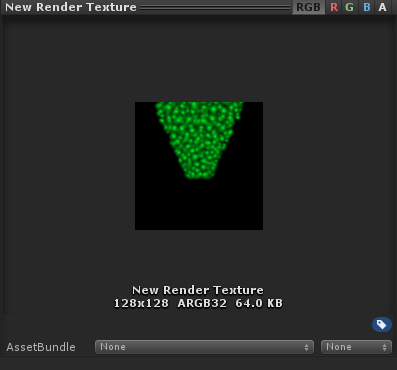 New Render Texture RGB R G B A
New Render Texture
128x128 ARGB32 64.0 KB
AssetBundle None None